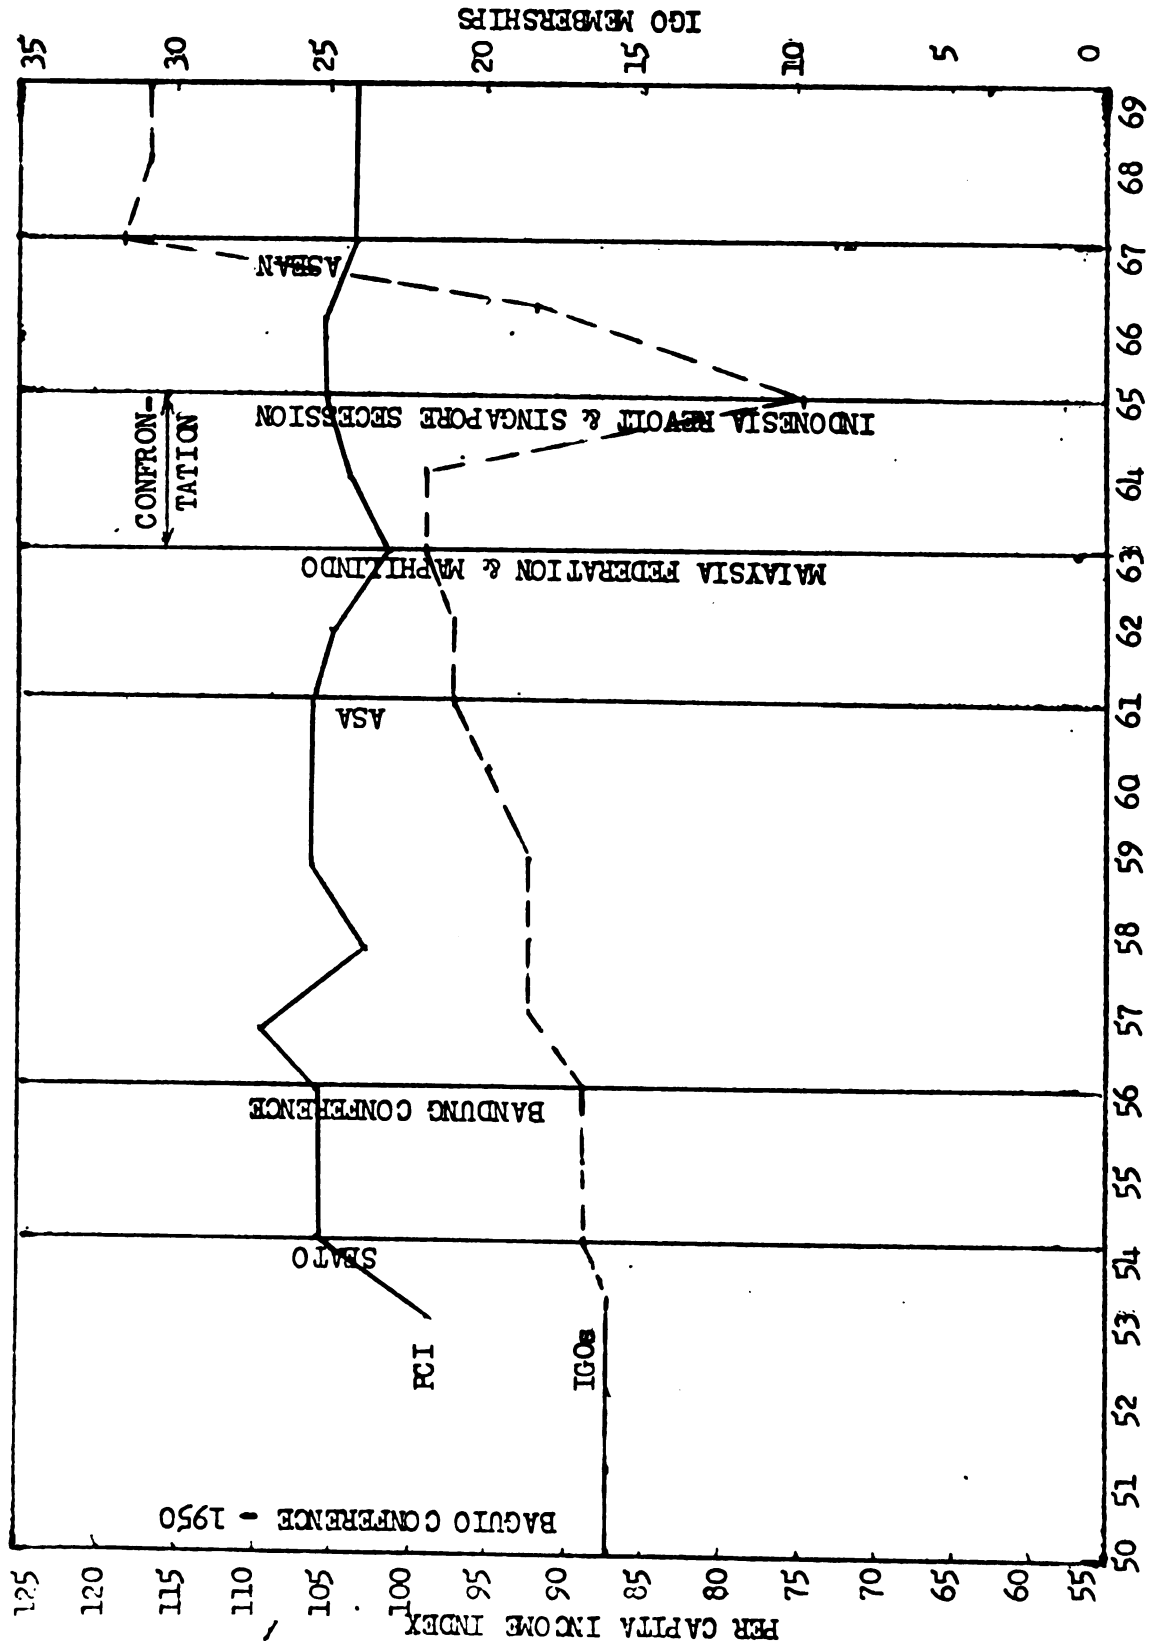 PER CAPITA INCOME INDEX
125
120
115
110
105
100
95
90
85
80
75
70
65
60
55
IGO MEMBERSHIPS
35
30
25
20
15
10
5
0
BAGUIO CONFERENCE - 1950
SEATO
BANDUNG CONFERENCE
ASA
MALAYSIA FEDERATION & MAPHILINDO
CONFRON-
TATION
INDONESIA REVOLT & SINGAPORE SECESSION
ASEAN
PCI
IGOs
50 51 52 53 54 55 56 57 58 59 60 61 62 63 64 65 66 67 68 69